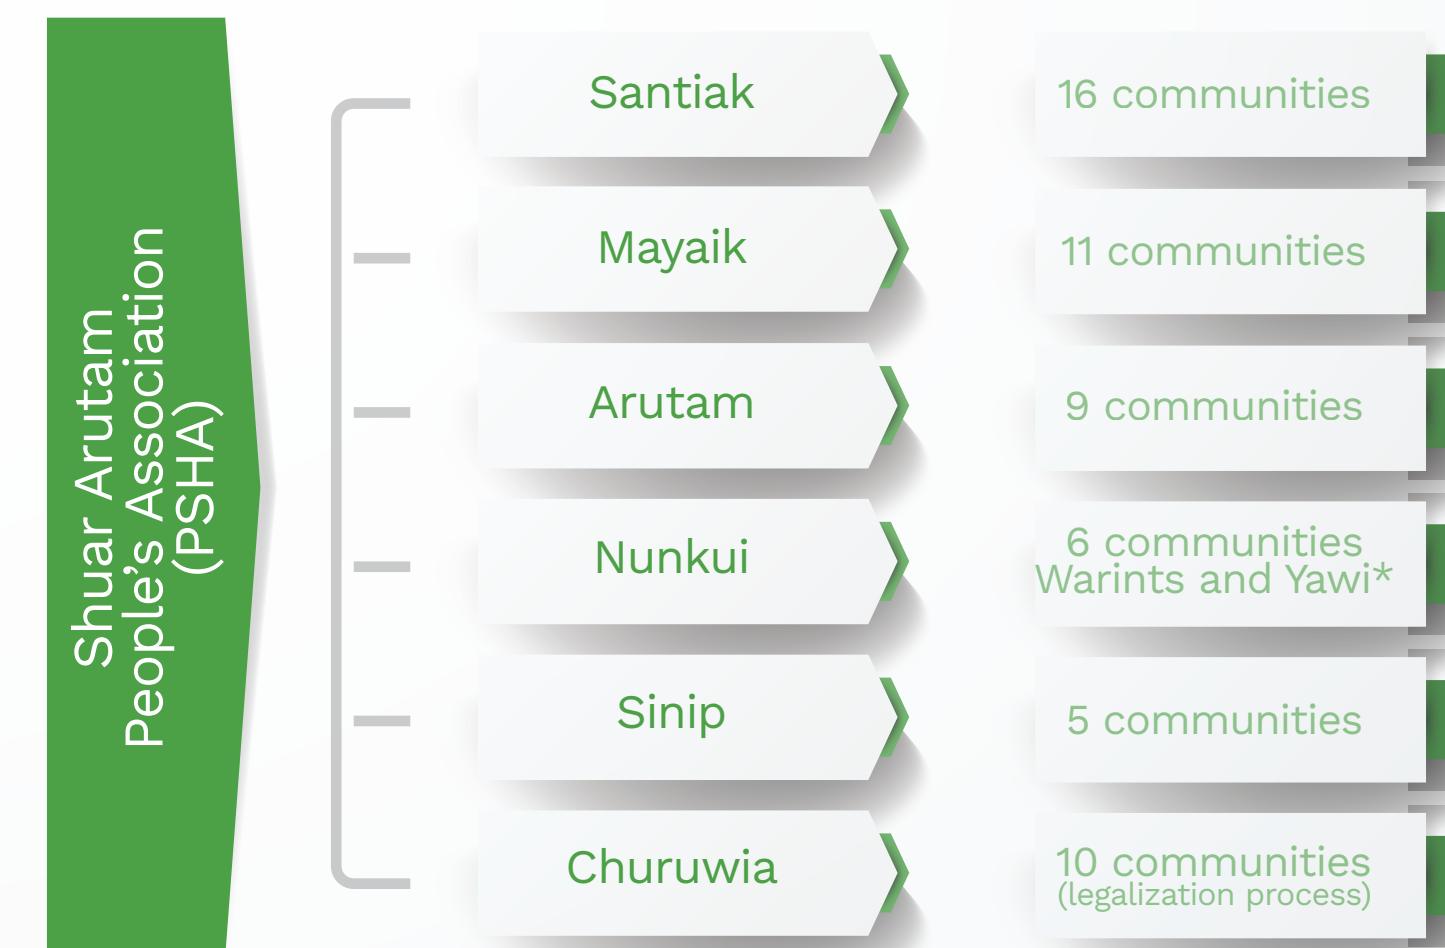 Shuar Arutam
People’s Association
(PSHA)
Santiak
16 communities
Mayaik
11 communities
Arutam
9 communities
Nunkui
6 communities
Warints and Yawi*
Sinip
5 communities
Churuwia
10 communities
(legalization process)